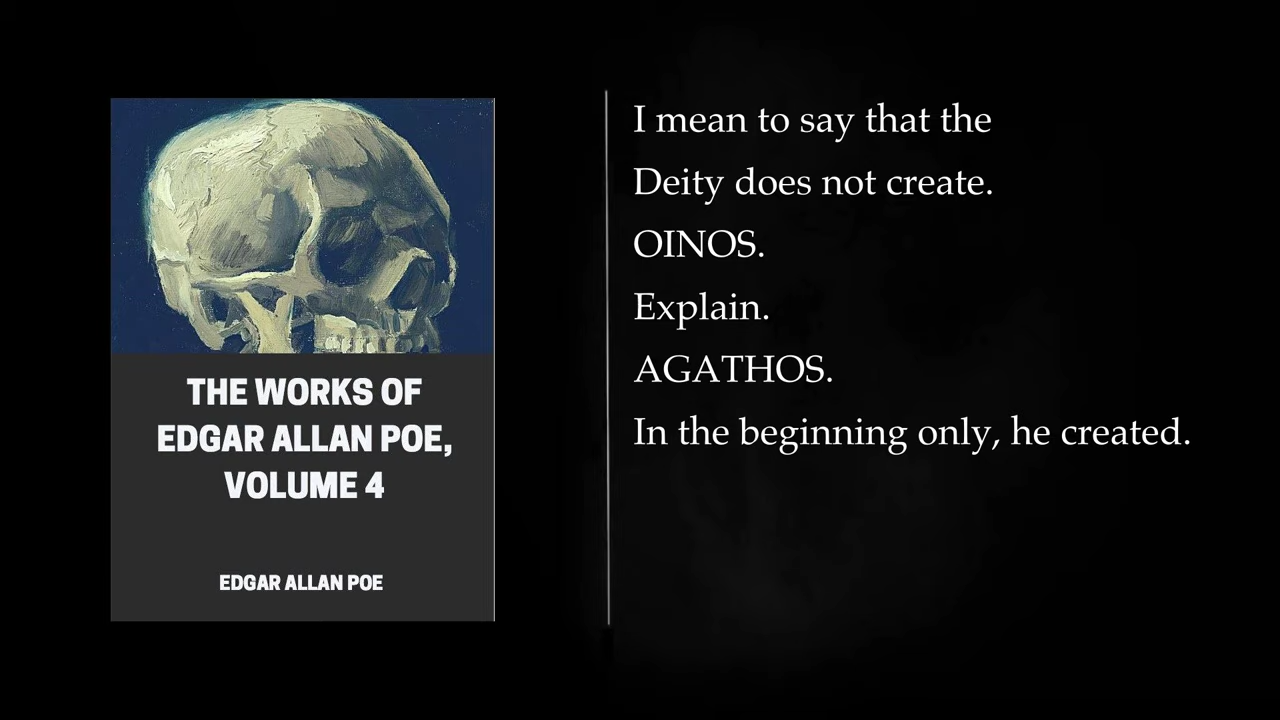 THE WORKS OF
EDGAR ALLAN POE,
VOLUME 4
EDGAR ALLAN POE
I mean to say that the
Deity does not create.
OINOS.
Explain.
AGATHOS.
In the beginning only, he created.